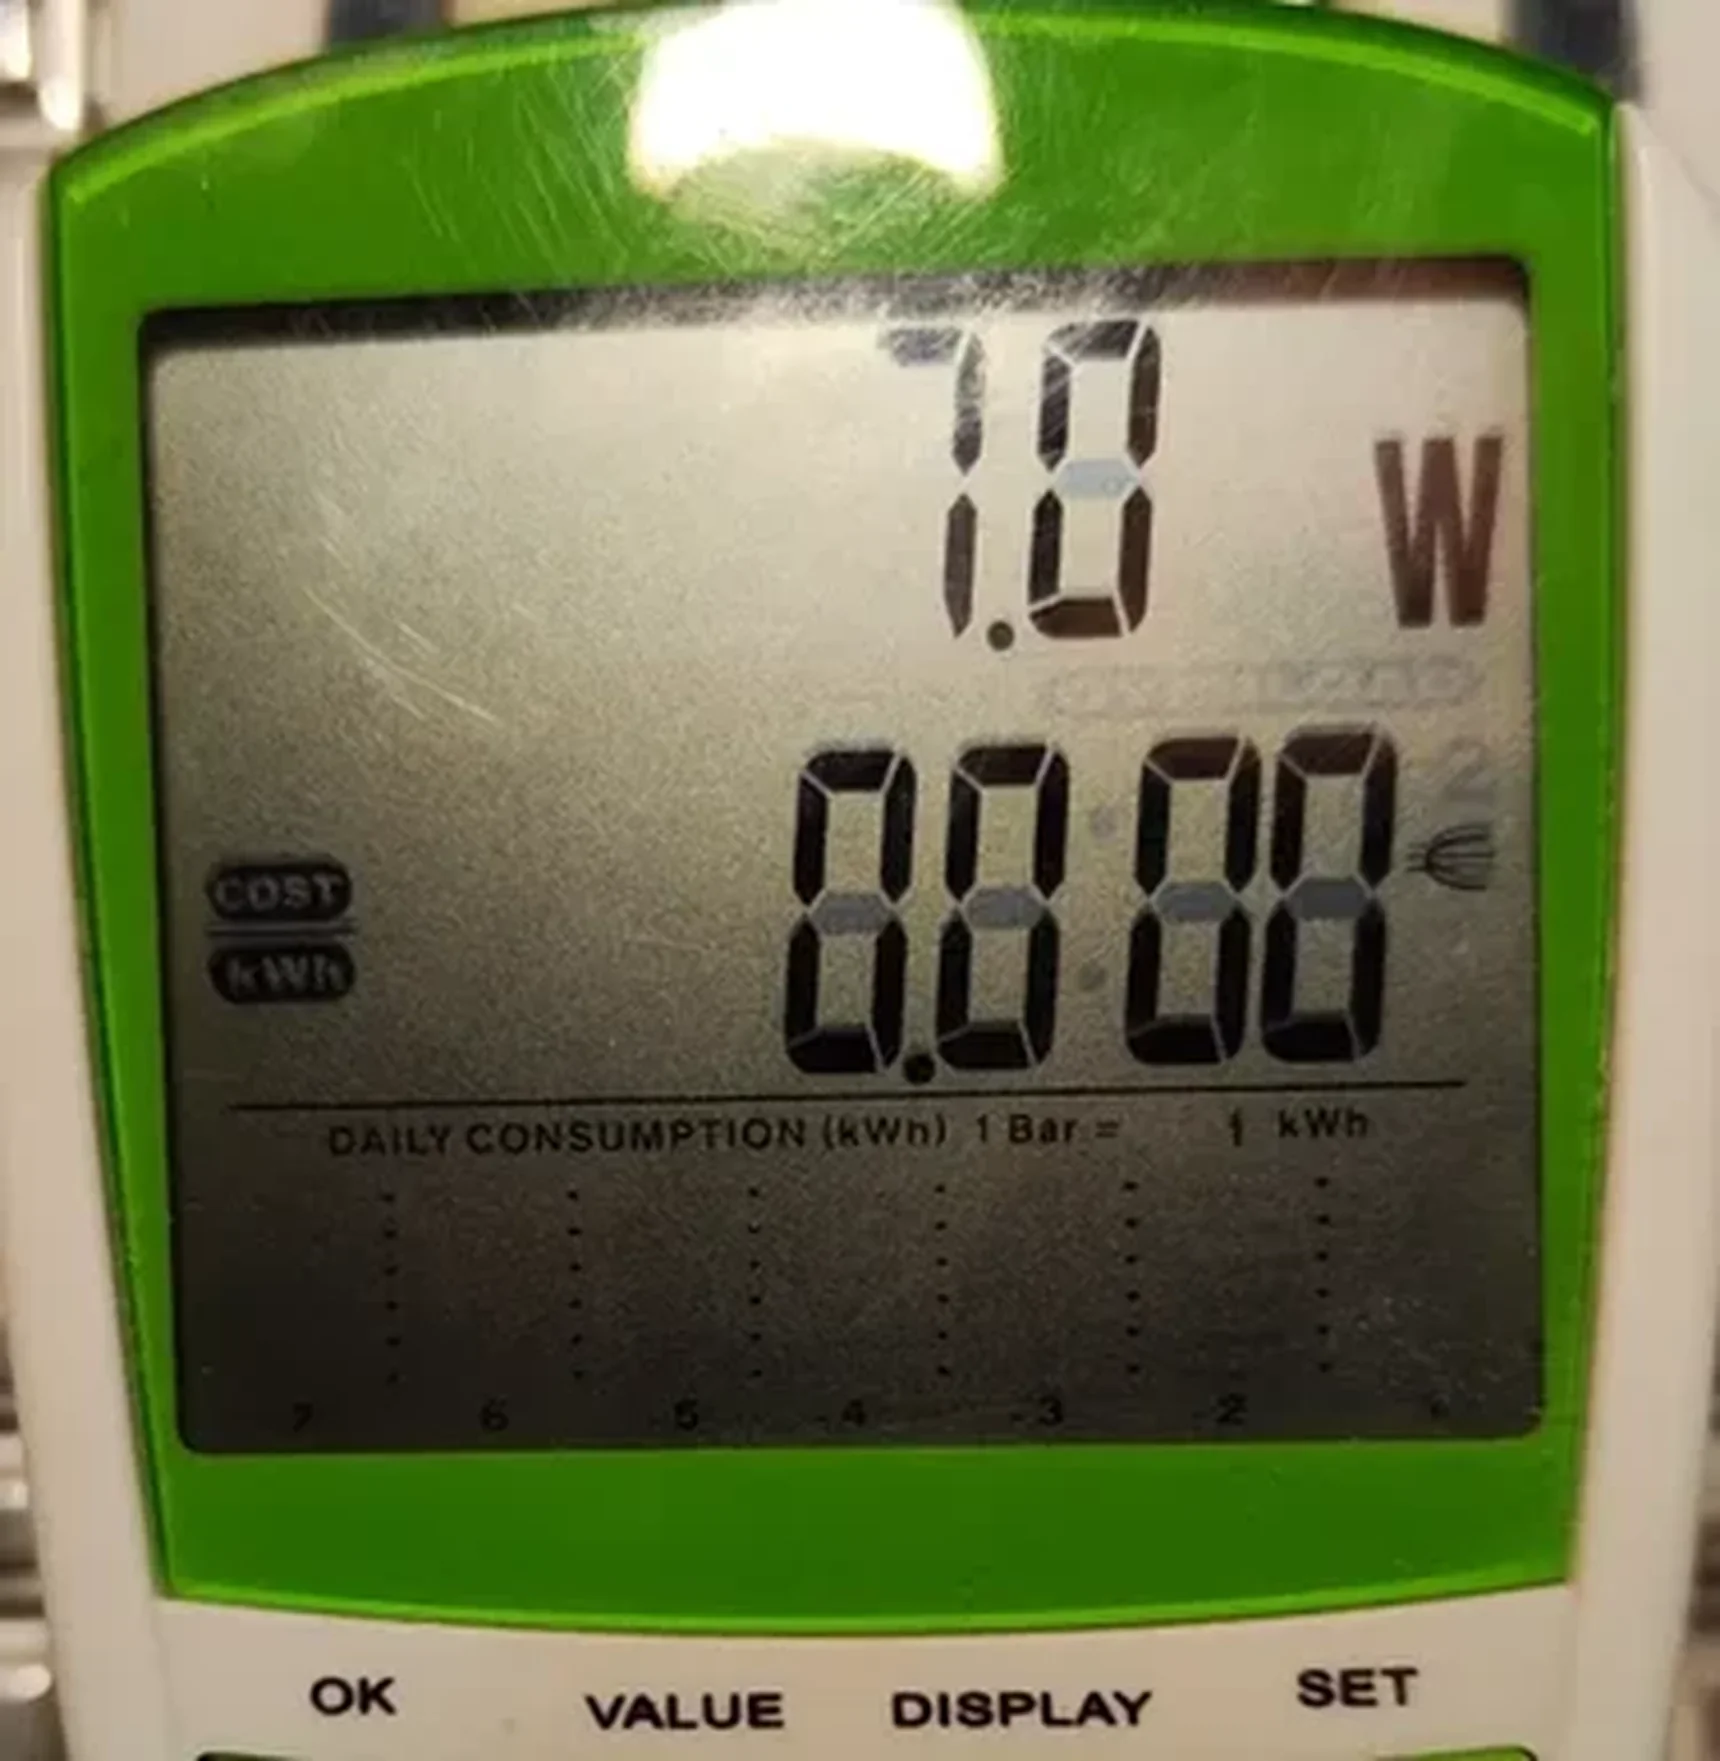 7.0 W
0.000 €
COST
kWh
DAILY CONSUMPTION (kWh) 1 Bar = 1 kWh
7 6 5 4 3 2
OK VALUE DISPLAY SET